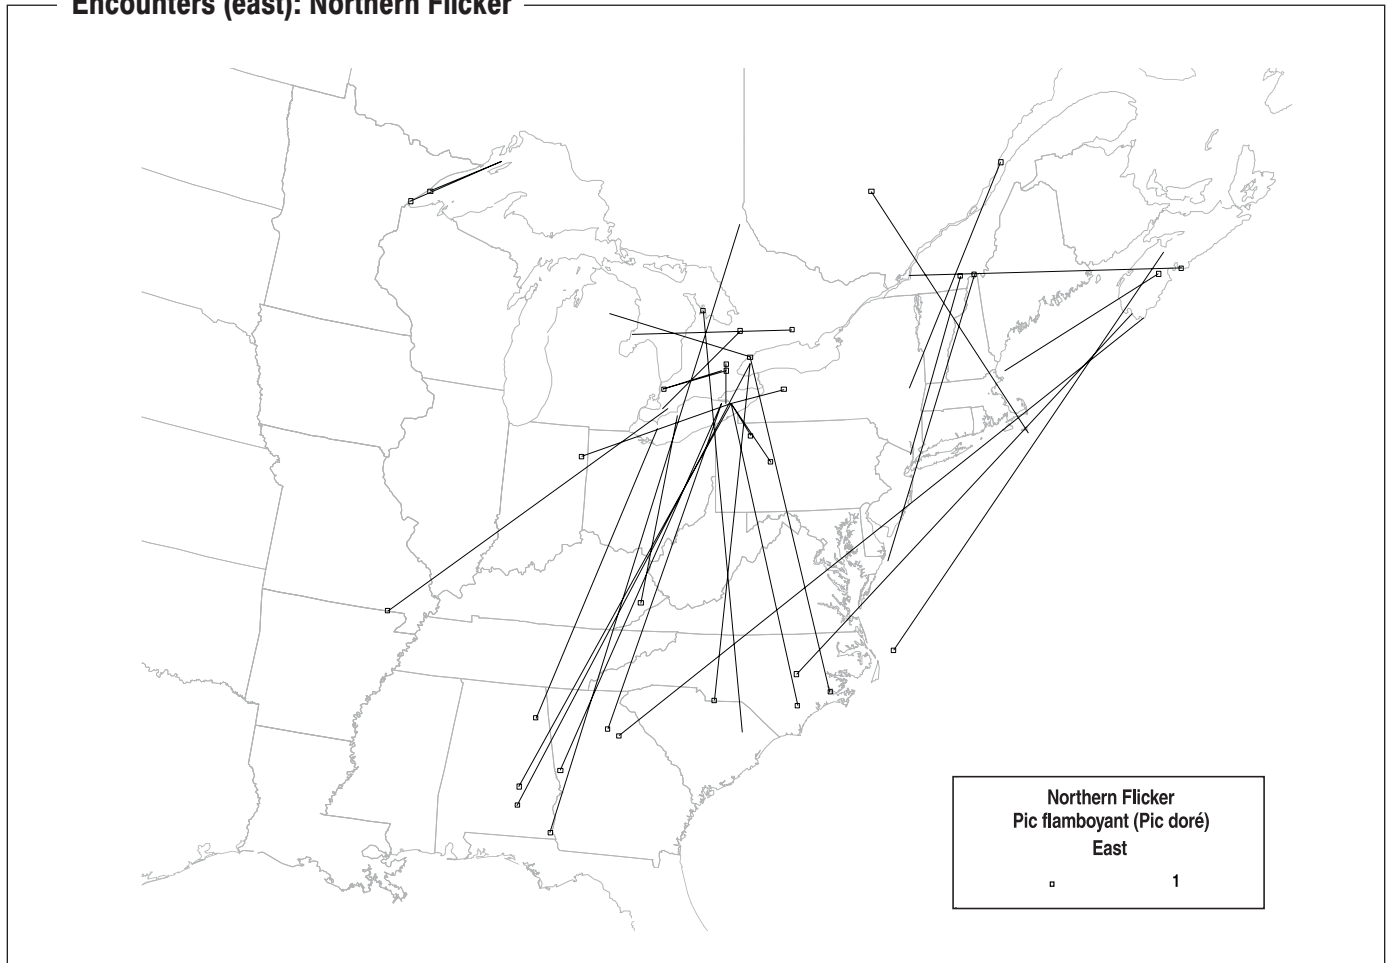 Encounters (east): Northern Flicker
Northern Flicker
Pic flamboyant (Pic doré)
East
1